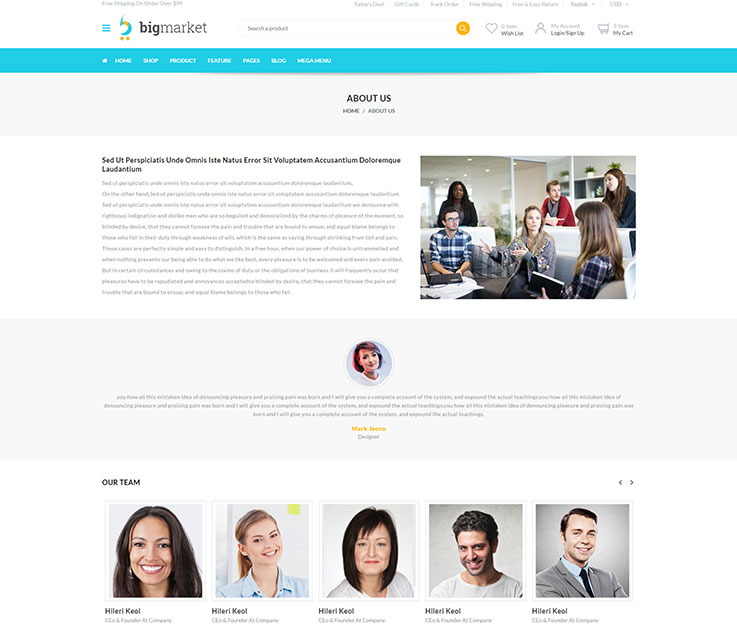 Free Shipping On Order Over $99
Today's Deal Gift Cards Track Order Free Shipping Free & Easy Return English USD
bigmarket
Search a product
0 Item
Wish List
My Account
Login/Sign Up
My Cart
HOME SHOP PRODUCT FEATURE PAGES BLOG MEGA MENU
ABOUT US
HOME / ABOUT US
Sed Ut Perspiciatis Unde Omnis Iste Natus Error Sit Voluptatem Accusantium Doloremque
Laudantium
Sed ut perspiciatis unde omnis iste natus error sit voluptatem accusantium doloremque laudantium,
On the other hand,Sed ut perspiciatis unde omnis iste natus error sit voluptatem accusantium doloremque laudantium
Sed ut perspiciatis unde omnis iste natus error sit voluptatem accusantium doloremque laudantium we denounce with
righteous indignation and dislike men who are so beguiled and demoralized by the charms of pleasure of the moment, so
blinded by desire, that they cannot foresee the pain and trouble that are bound to ensue; and equal blame belongs to
those who fail in their duty through weakness of will, which is the same as saying through shrinking from toil and pain.
These cases are perfectly simple and easy to distinguish. In a free hour, when our power of choice is untrammelled and
when nothing prevents our being able to do what we like best, every pleasure is to be welcomed and every pain avoided.
But in certain circumstances and owing to the claims of duty or the obligations of business it will frequently occur that
pleasures have to be repudiated and annoyances acceptedso blinded by desire, that they cannot foresee the pain and
trouble that are bound to ensue; and equal blame belongs to those who fail.
you how all this mistaken idea of denouncing pleasure and praising pain was born and I will give you a complete account of the system, and expound the actual teachings.you how all this mistaken idea of
denouncing pleasure and praising pain was born and I will give you a complete account of the system, and expound the actual teachings.you how all this mistaken idea of denouncing pleasure and praising pain was
born and I will give you a complete account of the system, and expound the actual teachings.
Mark Jecno
Designer
OUR TEAM
Hileri Keol Hileri Keol Hileri Keol Hileri Keol Hileri Keol
CEo & Founder At Company CEo & Founder At Company CEo & Founder At Company CEo & Founder At Company CEo & Founder At Company